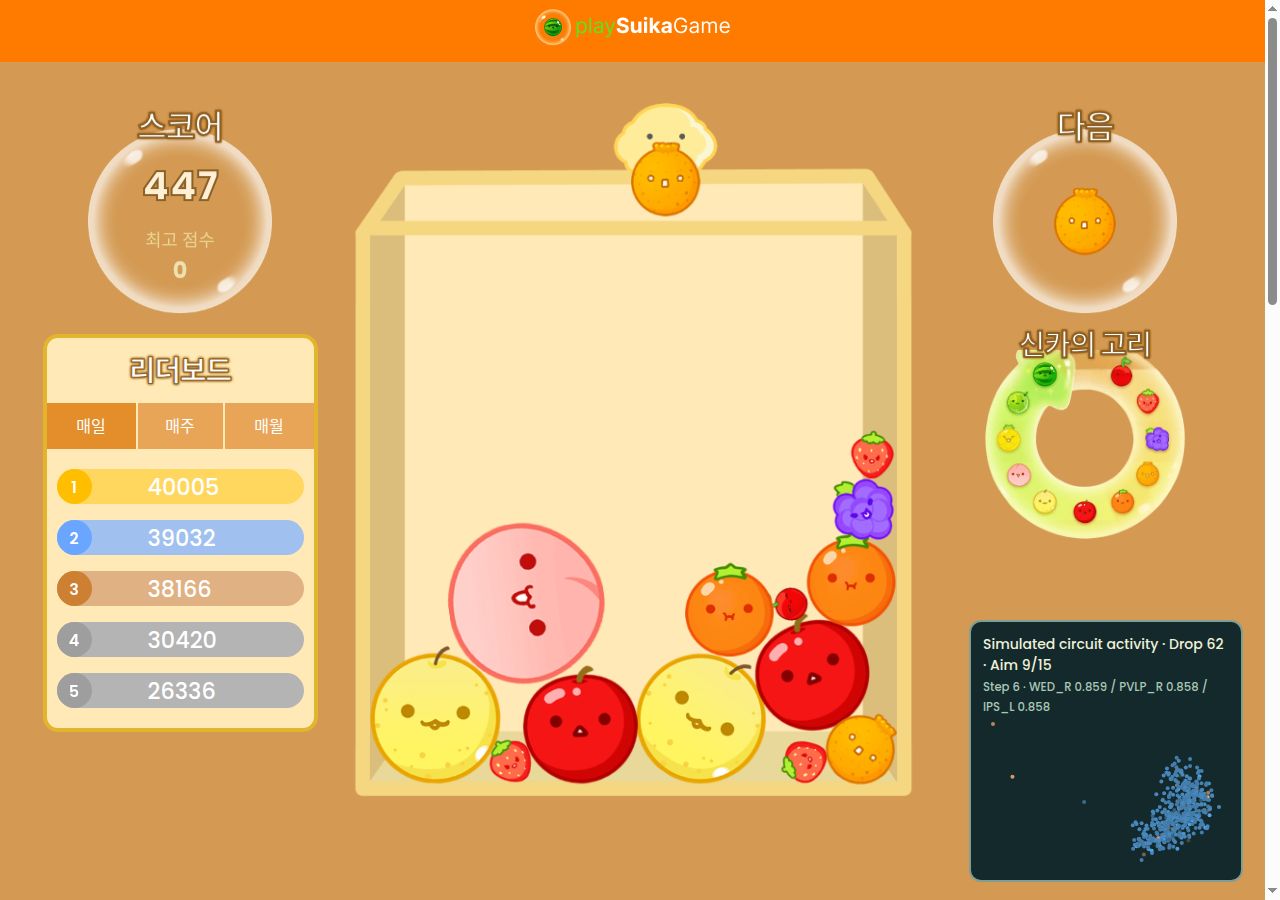 playSuikaGame
스코어
447
최고 점수
0
리더보드
매일 매주 매월
1 40005
2 39032
3 38166
4 30420
5 26336
다음
신카의 고리
Simulated circuit activity · Drop 62
· Aim 9/15
Step 6 · WED_R 0.859 / PVLP_R 0.858 /
IPS_L 0.858